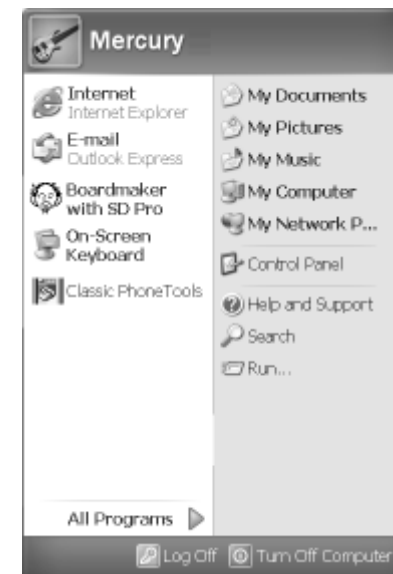 Mercury
Internet
Internet Explorer
E-mail
Outlook Express
Boardmaker
with SD Pro
On-Screen
Keyboard
Classic PhoneTools
All Programs
My Documents
My Pictures
My Music
My Computer
My Network P...
Control Panel
Help and Support
Search
Run...
Log Off
Turn Off Computer